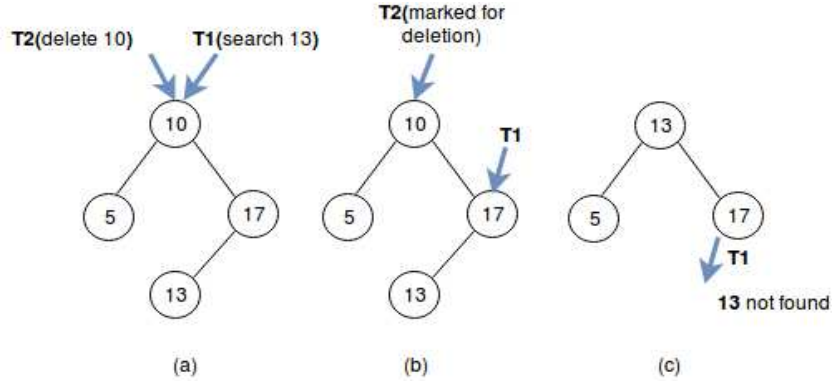 T2(delete 10)
T1(search 13)
10
5
17
13
(a)
T2(marked for
deletion)
10
T1
5
17
13
(b)
13
5
17
T1
13 not found
(c)